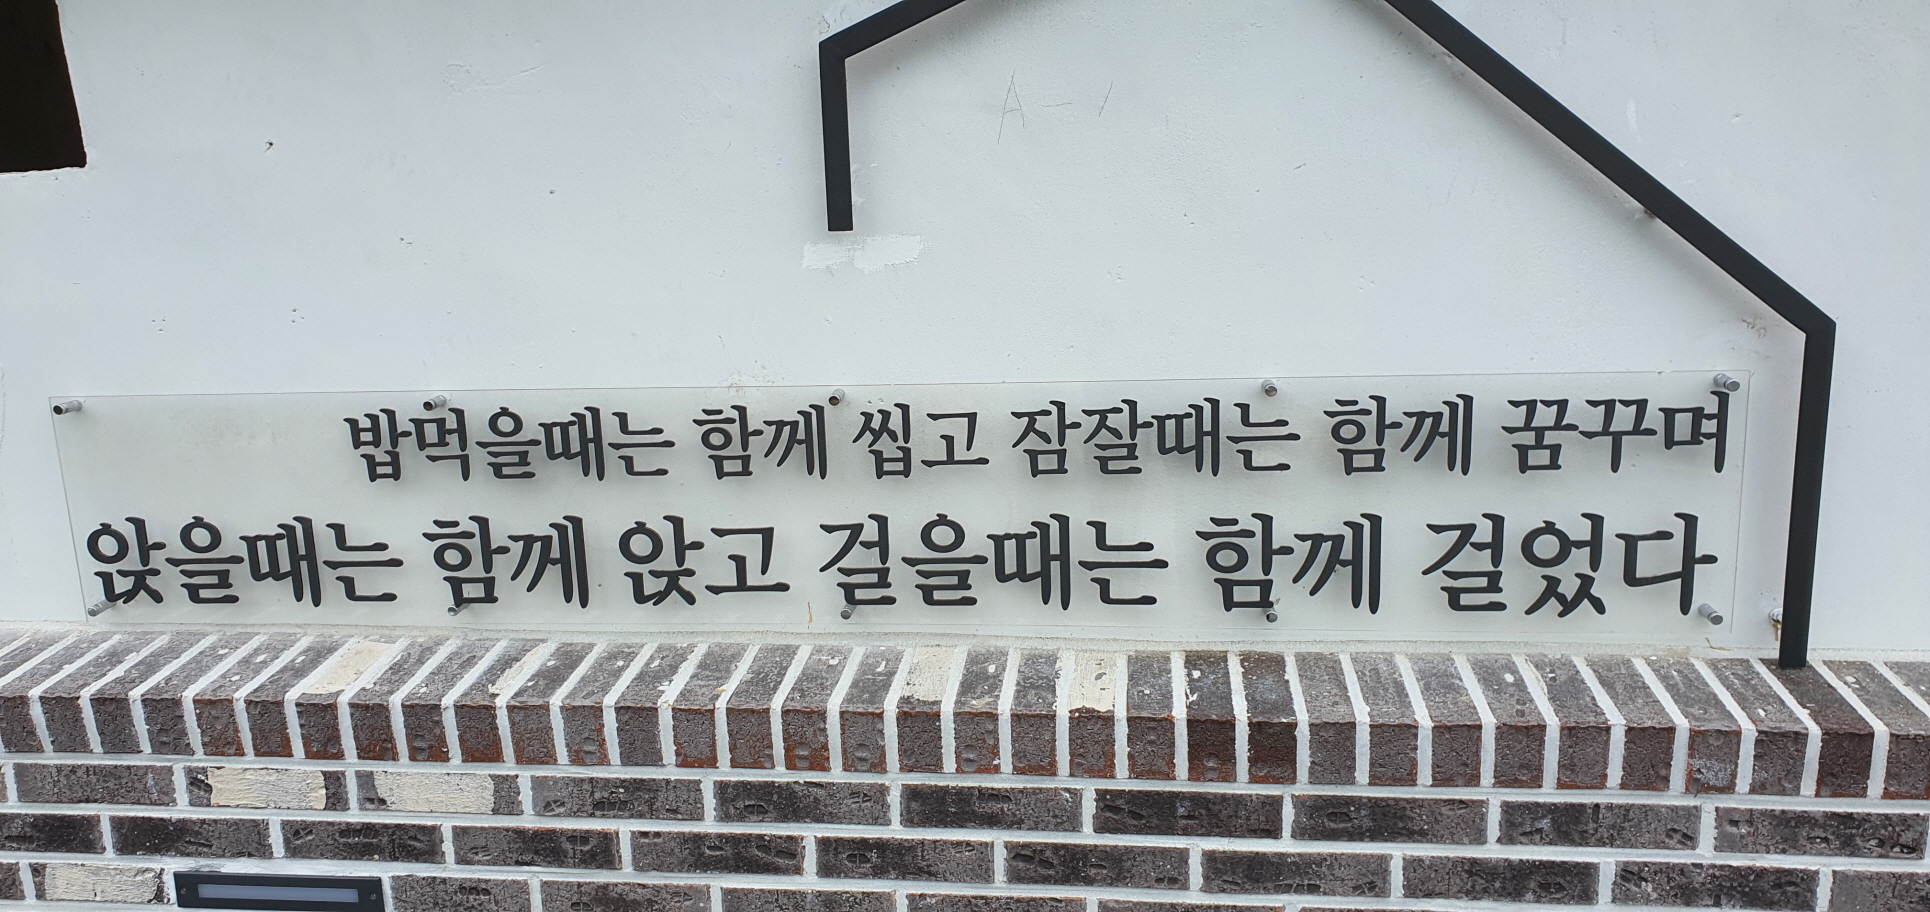 A-1
밥먹을때는 함께 씹고 잠잘때는 함께 꿈꾸며
앉을때는 함께 앉고 걸을때는 함께 걸었다